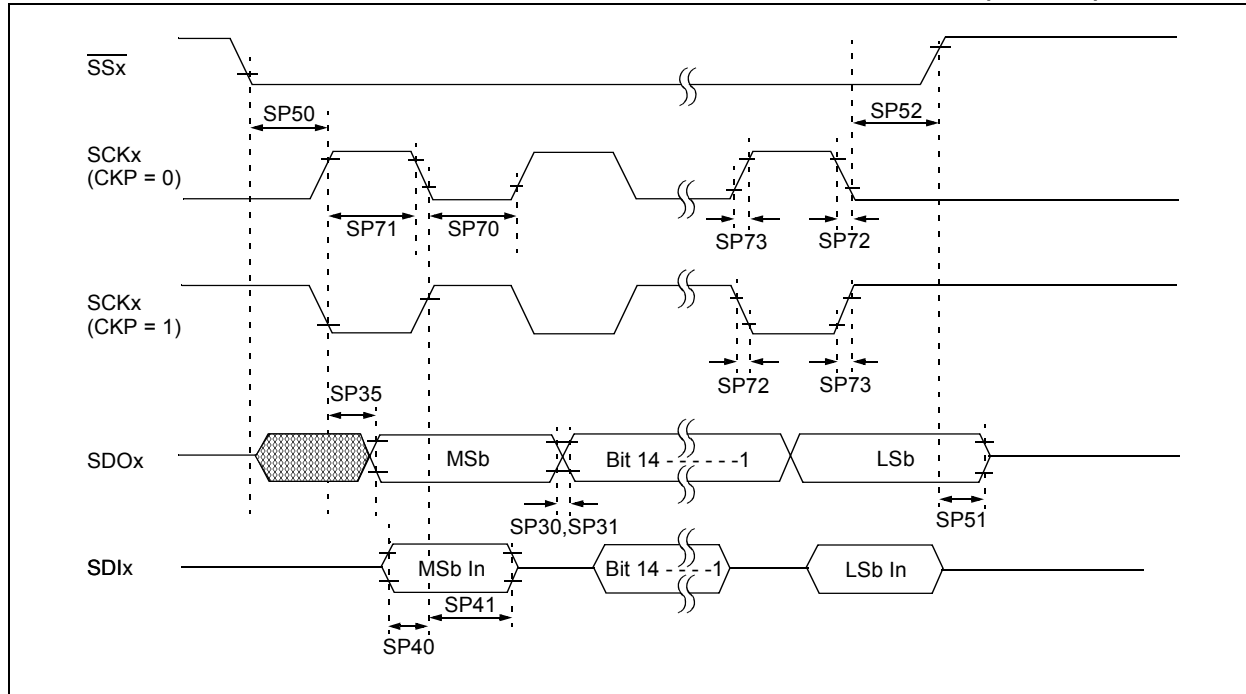 SSx
SP50
SP52
SCKx
(CKP = 0)
SP71
SP70
SP73
SP72
SCKx
(CKP = 1)
SP35
SP72
SP73
SDOx
MSb
Bit 14 - - - - - -1
LSb
SP30,SP31
SP51
SDIx
MSb In
Bit 14 - - - -1
LSb In
SP41
SP40